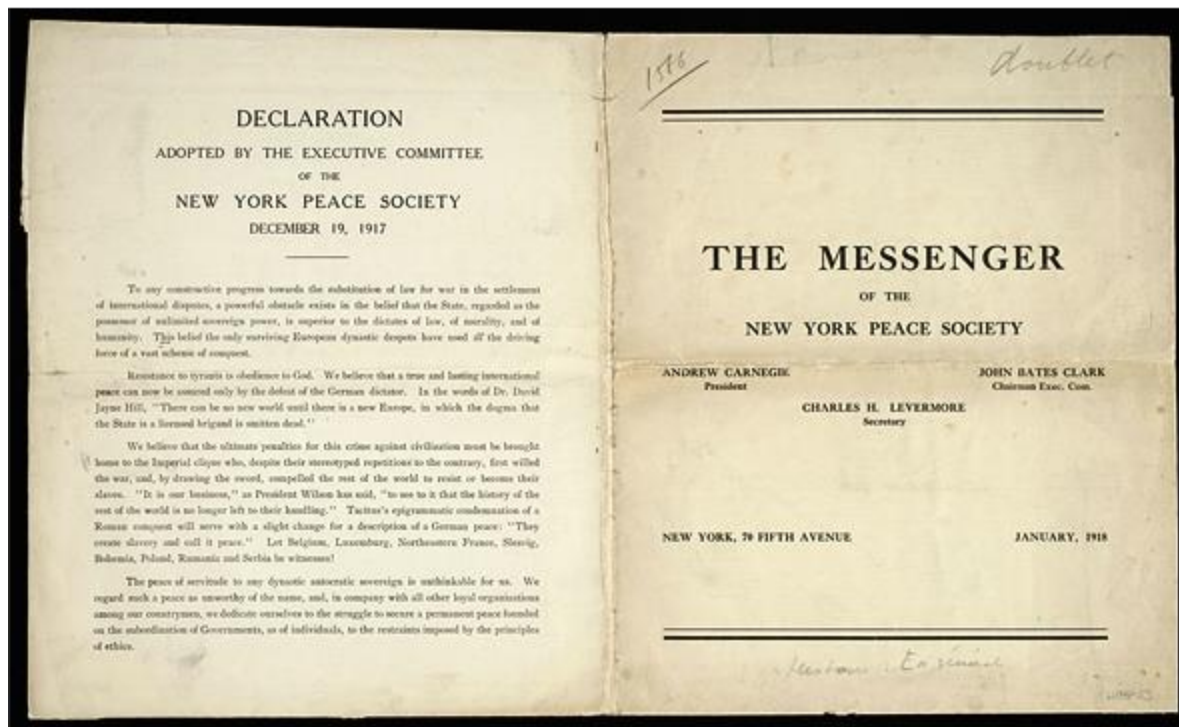 DECLARATION
ADOPTED BY THE EXECUTIVE COMMITTEE
OF THE
NEW YORK PEACE SOCIETY
DECEMBER 19, 1917
To any constructive progress towards the substitution of law for war in the settlement
of international disputes, a powerful obstacle exists in the belief that the State, regarded as the
possessor of unlimited sovereign power, is superior to the dictates of law, of morality, and of
humanity. This belief the only surviving European dynastic despots have used as the driving
force of a vast scheme of conquest.
Resistance to tyrants is obedience to God. We believe that a true and lasting international
peace can now be assured only by the defeat of the German dictator. In the words of Dr. David
Jayne Hill, "There can be no new world until there is a new Europe, in which the dogma that
the State is a licensed brigand is smitten dead."
We believe that the ultimate penalties for this crime against civilization must be brought
home to the Imperial clique who, despite their stereotyped repetitions to the contrary, first willed
the war, and, by drawing the sword, compelled the rest of the world to resist or become their
slaves. "It is our business," as President Wilson has said, "to see to it that the history of the
rest of the world is no longer left to their handling." Tacitus's epigrammatic condemnation of a
Roman conquest will serve with a slight change for a description of a German peace: "They
create slavery and call it peace." Let Belgium, Luxemburg, Northeastern France, Slesvig,
Bohemia, Poland, Rumania and Serbia be witnesses!
The peace of servitude to any dynastic autocratic sovereign is unthinkable for us. We
regard such a peace as unworthy of the name, and, in company with all other loyal organizations
among our countrymen, we dedicate ourselves to the struggle to secure a permanent peace founded
on the subordination of Governments, as of individuals, to the restraints imposed by the principles
of ethics.
1586
doublet
THE MESSENGER
OF THE
NEW YORK PEACE SOCIETY
ANDREW CARNEGIE
President
JOHN BATES CLARK
Chairman Exec. Com.
CHARLES H. LEVERMORE
Secretary
NEW YORK, 70 FIFTH AVENUE
JANUARY, 1918